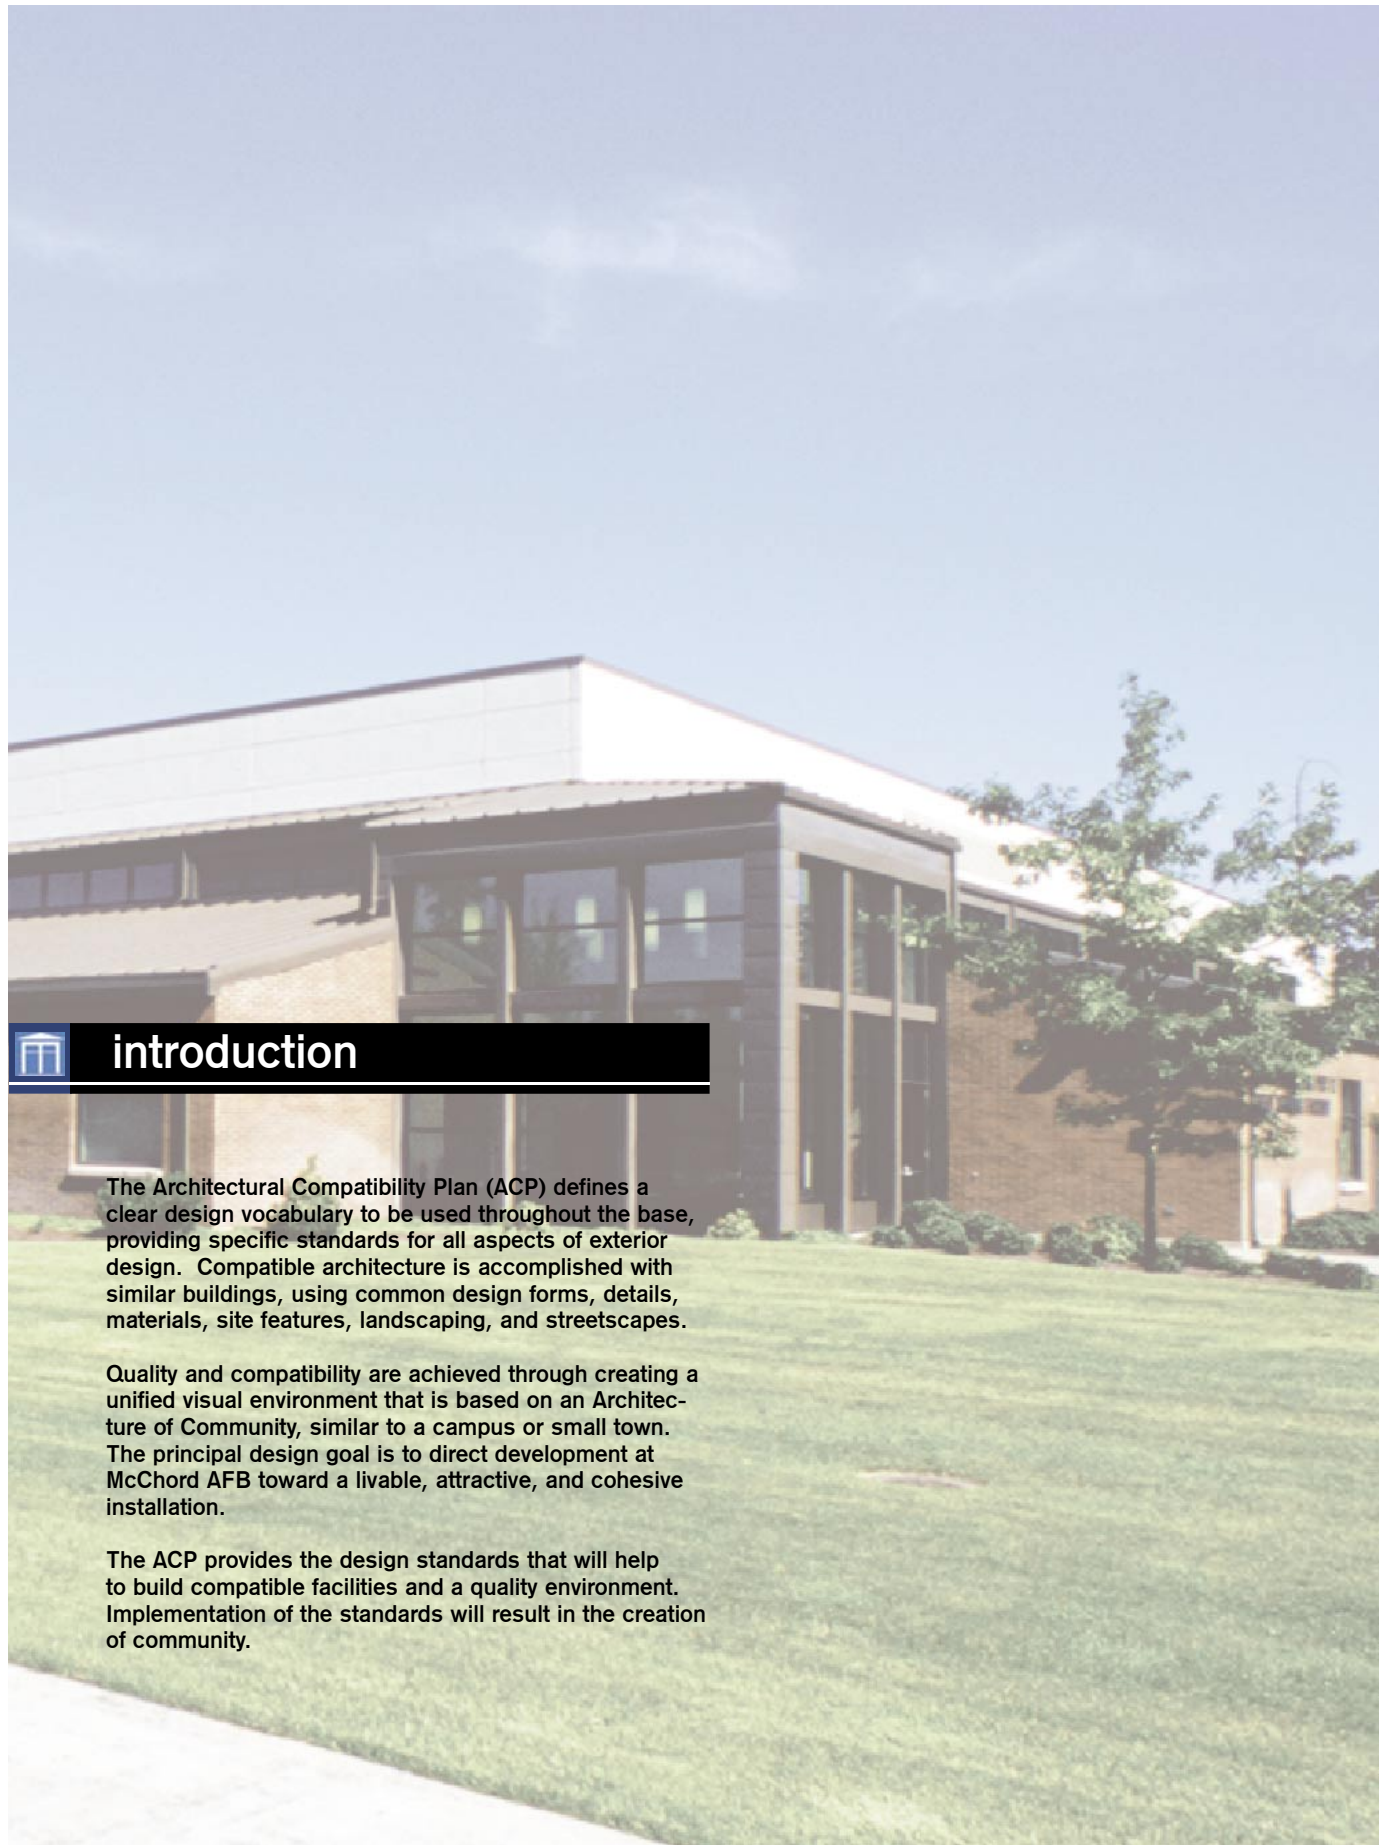 introduction
The Architectural Compatibility Plan (ACP) defines a
clear design vocabulary to be used throughout the base,
providing specific standards for all aspects of exterior
design.  Compatible architecture is accomplished with
similar buildings, using common design forms, details,
materials, site features, landscaping, and streetscapes.
Quality and compatibility are achieved through creating a
unified visual environment that is based on an Architec-
ture of Community, similar to a campus or small town.
The principal design goal is to direct development at
McChord AFB toward a livable, attractive, and cohesive
installation.
The ACP provides the design standards that will help
to build compatible facilities and a quality environment.
Implementation of the standards will result in the creation
of community.